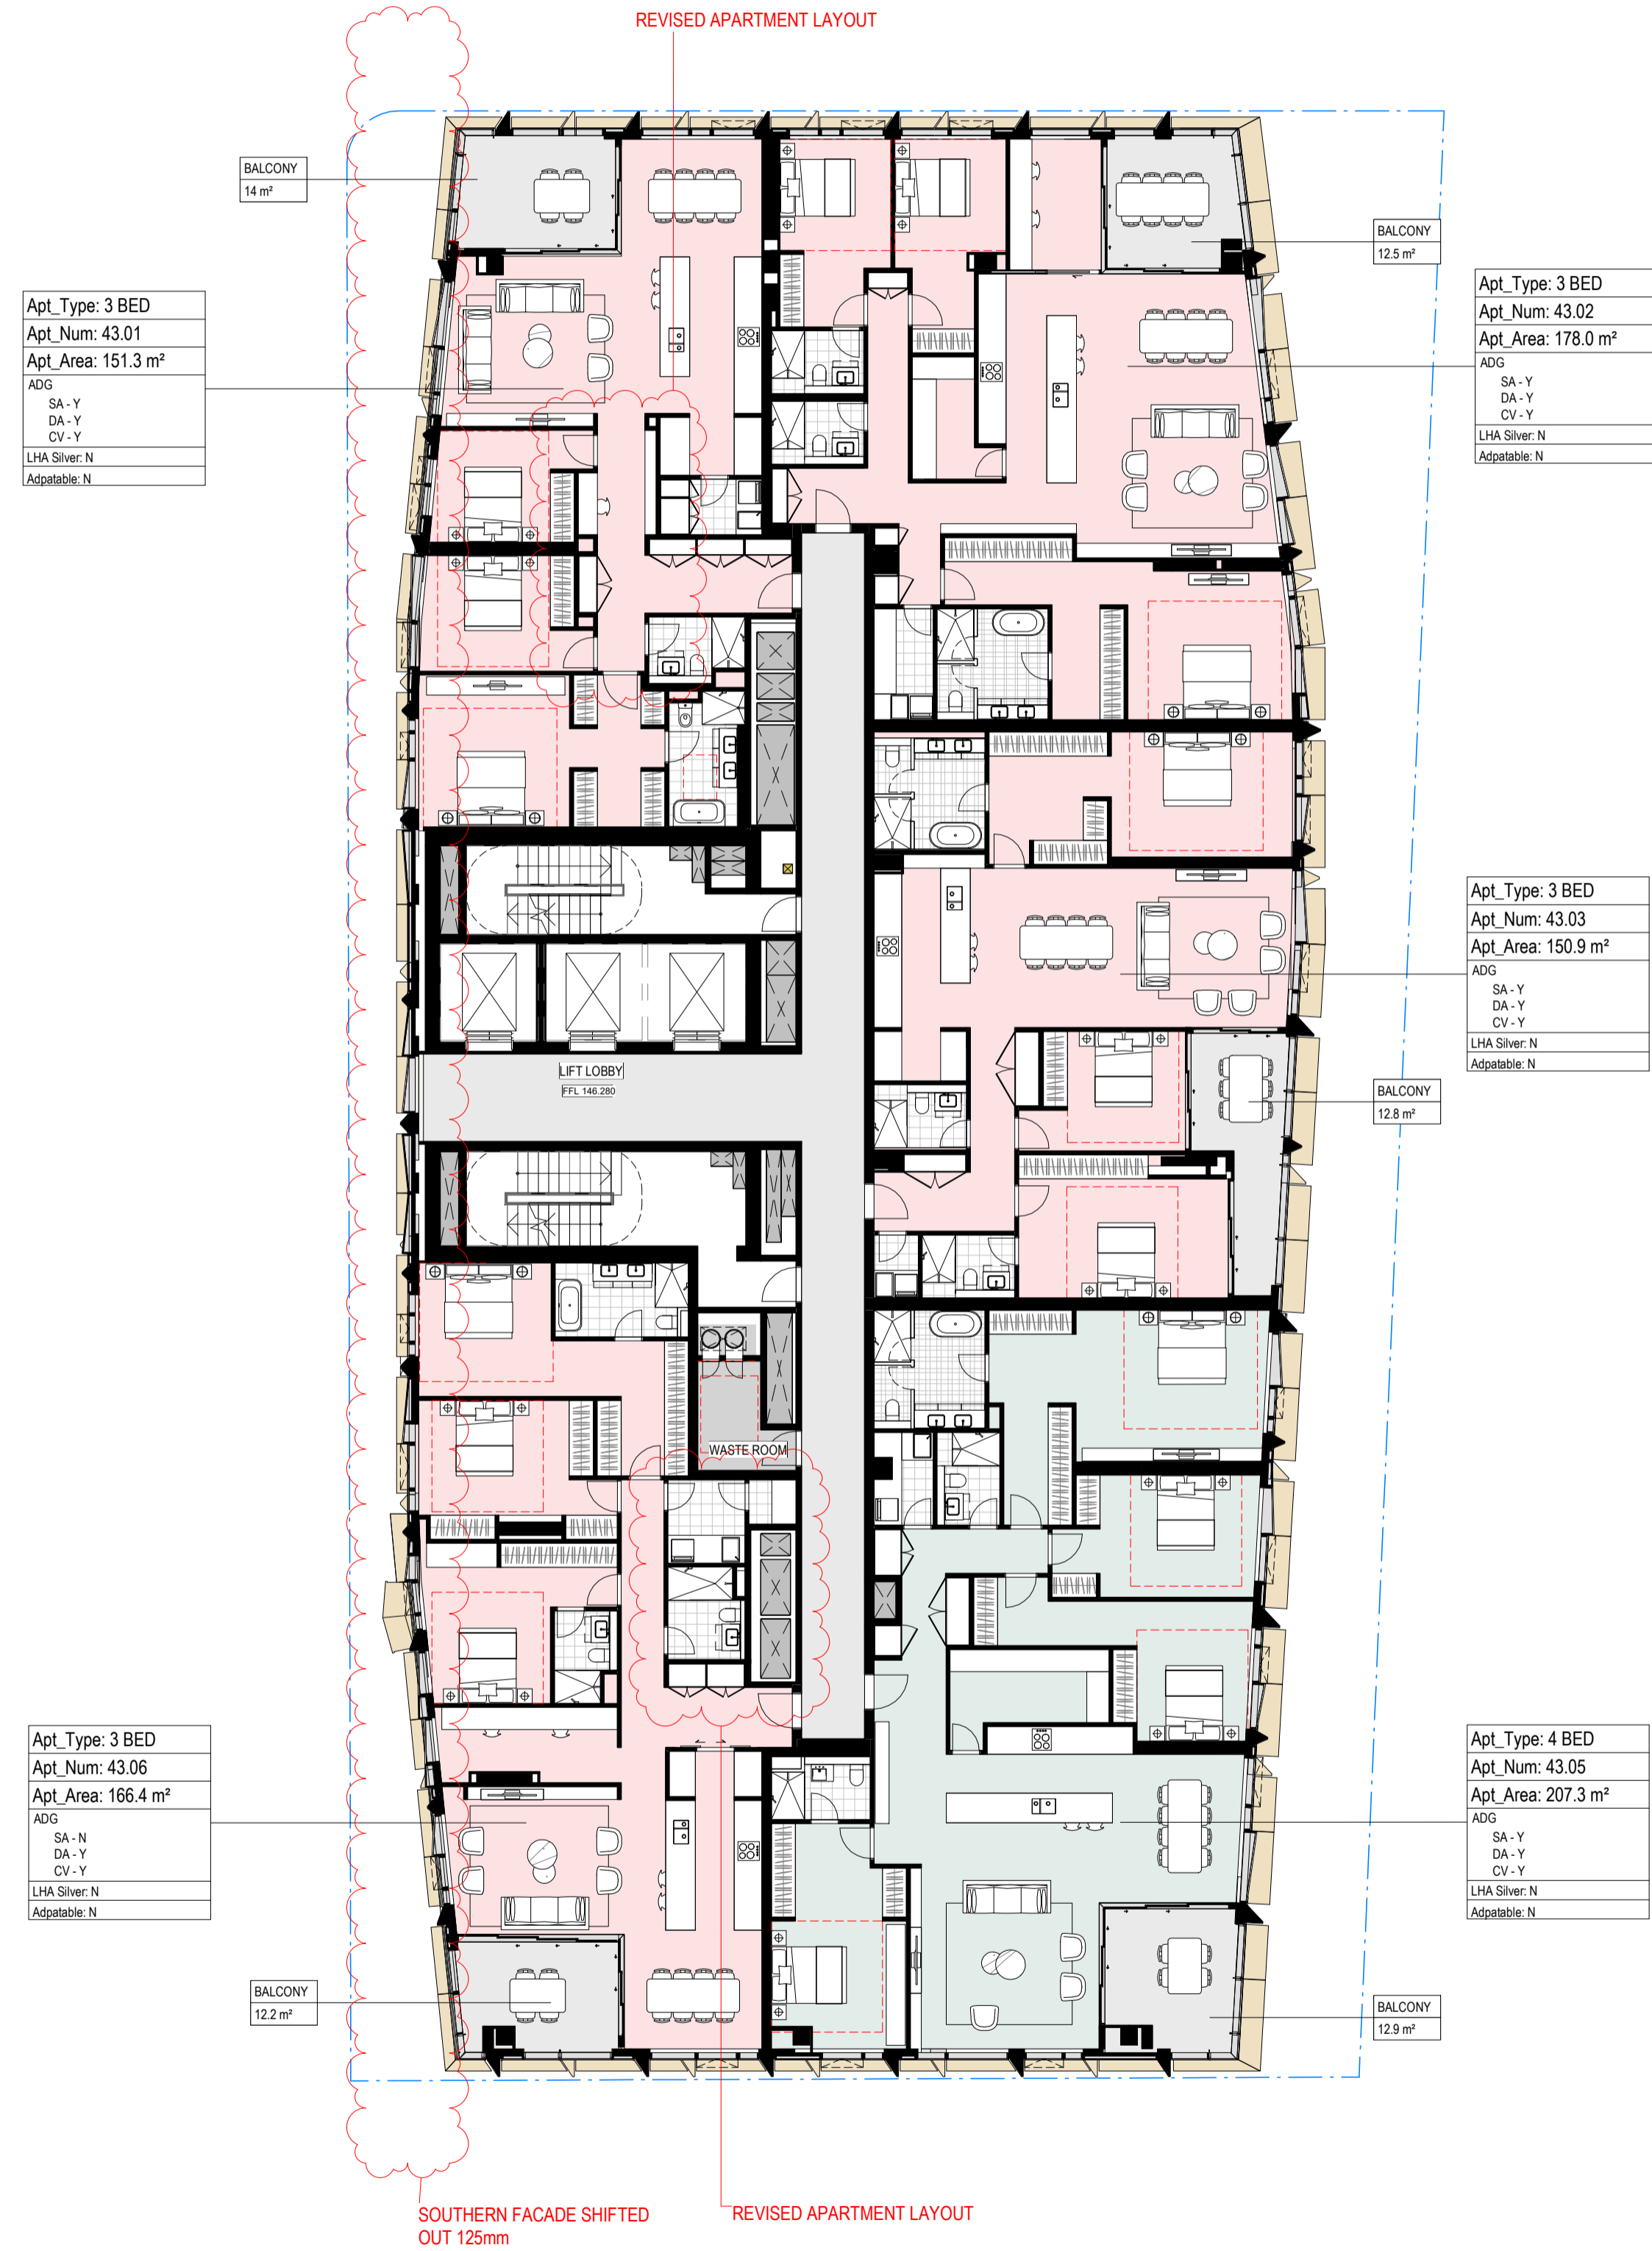 REVISED APARTMENT LAYOUT
BALCONY
14 m²
BALCONY
12.5 m²
Apt_Type: 3 BED
Apt_Num: 43.01
Apt_Area: 151.3 m²
ADG
SA - Y
DA - Y
CV - Y
LHA Silver: N
Adpatable: N
Apt_Type: 3 BED
Apt_Num: 43.02
Apt_Area: 178.0 m²
ADG
SA - Y
DA - Y
CV - Y
LHA Silver: N
Adpatable: N
Apt_Type: 3 BED
Apt_Num: 43.03
Apt_Area: 150.9 m²
ADG
SA - Y
DA - Y
CV - Y
LHA Silver: N
Adpatable: N
LIFT LOBBY
FFL 146.280
BALCONY
12.8 m²
WASTE ROOM
Apt_Type: 3 BED
Apt_Num: 43.06
Apt_Area: 166.4 m²
ADG
SA - N
DA - Y
CV - Y
LHA Silver: N
Adpatable: N
Apt_Type: 4 BED
Apt_Num: 43.05
Apt_Area: 207.3 m²
ADG
SA - Y
DA - Y
CV - Y
LHA Silver: N
Adpatable: N
BALCONY
12.2 m²
BALCONY
12.9 m²
SOUTHERN FACADE SHIFTED
OUT 125mm
REVISED APARTMENT LAYOUT